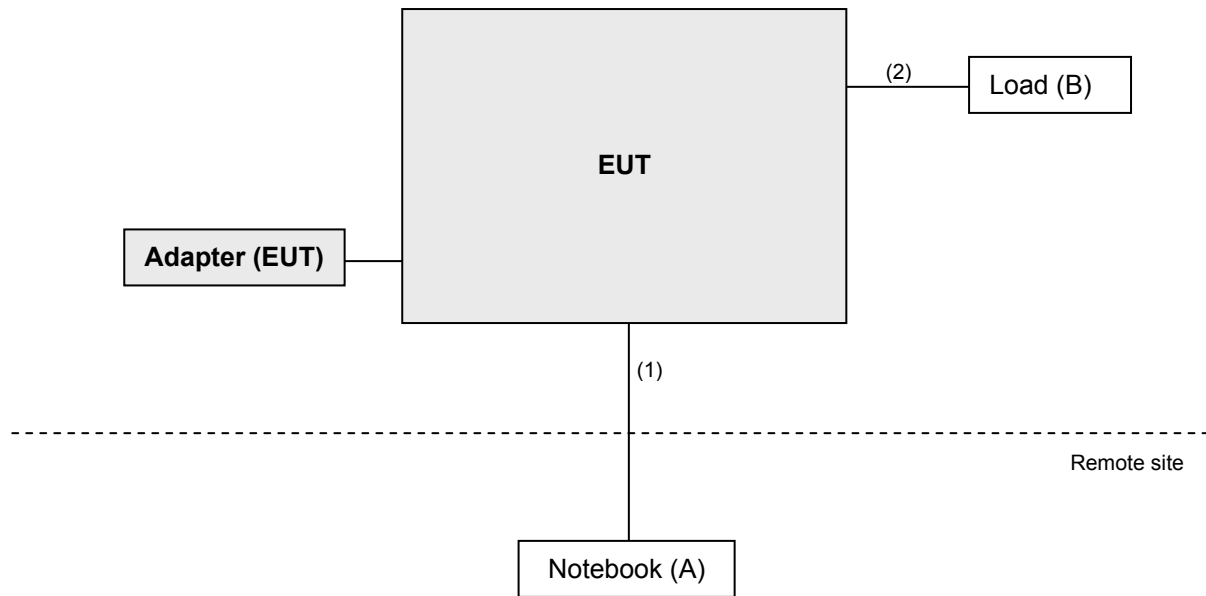 (2)
Load (B)
EUT
Adapter (EUT)
(1)
Remote site
Notebook (A)